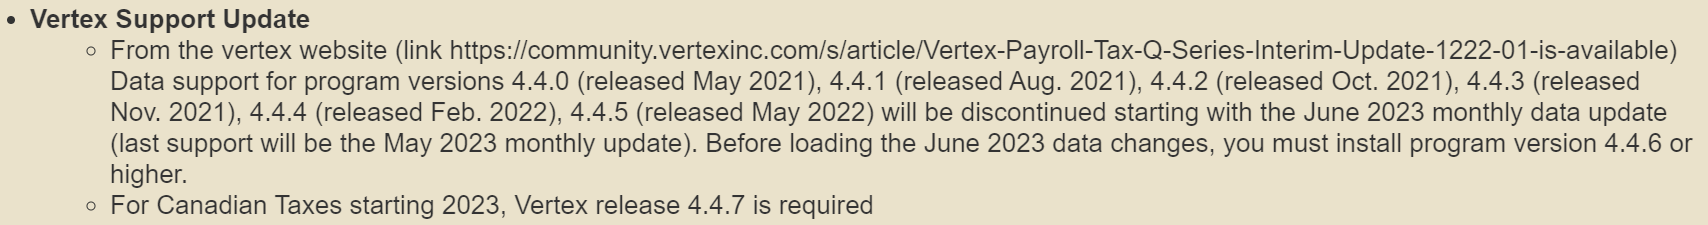 • Vertex Support Update
◦ From the vertex website (link https://community.vertexinc.com/s/article/Vertex-Payroll-Tax-Q-Series-Interim-Update-1222-01-is-available)
Data support for program versions 4.4.0 (released May 2021), 4.4.1 (released Aug. 2021), 4.4.2 (released Oct. 2021), 4.4.3 (released
Nov. 2021), 4.4.4 (released Feb. 2022), 4.4.5 (released May 2022) will be discontinued starting with the June 2023 monthly data update
(last support will be the May 2023 monthly update). Before loading the June 2023 data changes, you must install program version 4.4.6 or
higher.
◦ For Canadian Taxes starting 2023, Vertex release 4.4.7 is required